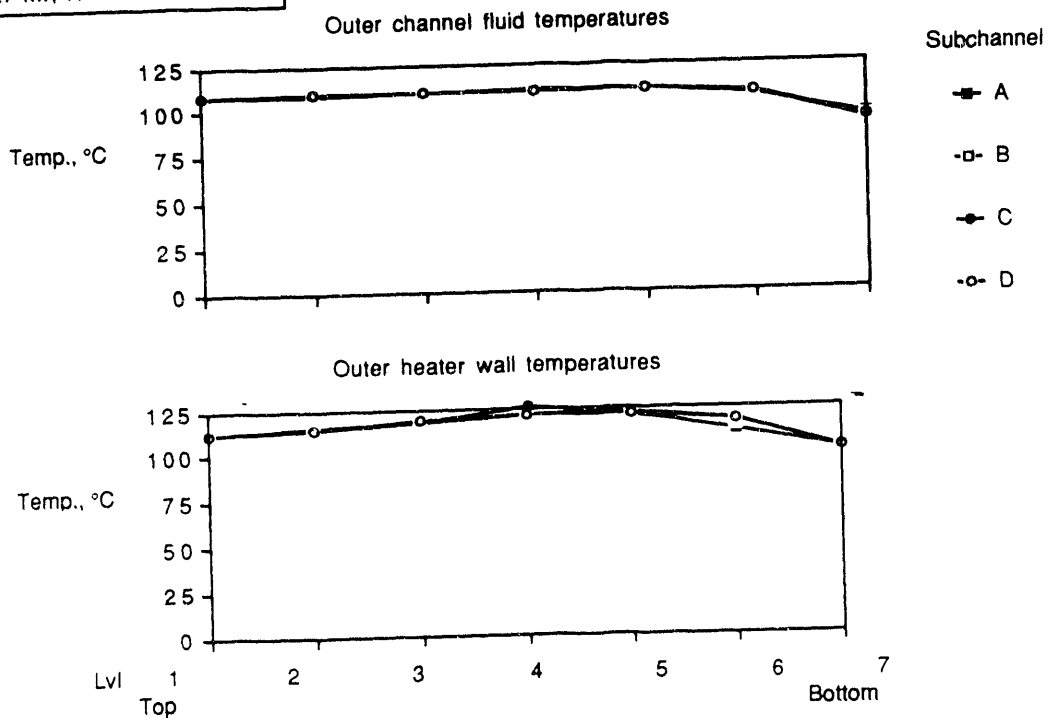 Outer channel fluid temperatures
Subchannel
A
B
C
D
Temp., °C
125
100
75
50
25
0
Outer heater wall temperatures
Temp., °C
125
100
75
50
25
0
Lvl 1 2 3 4 5 6 7
Top Bottom